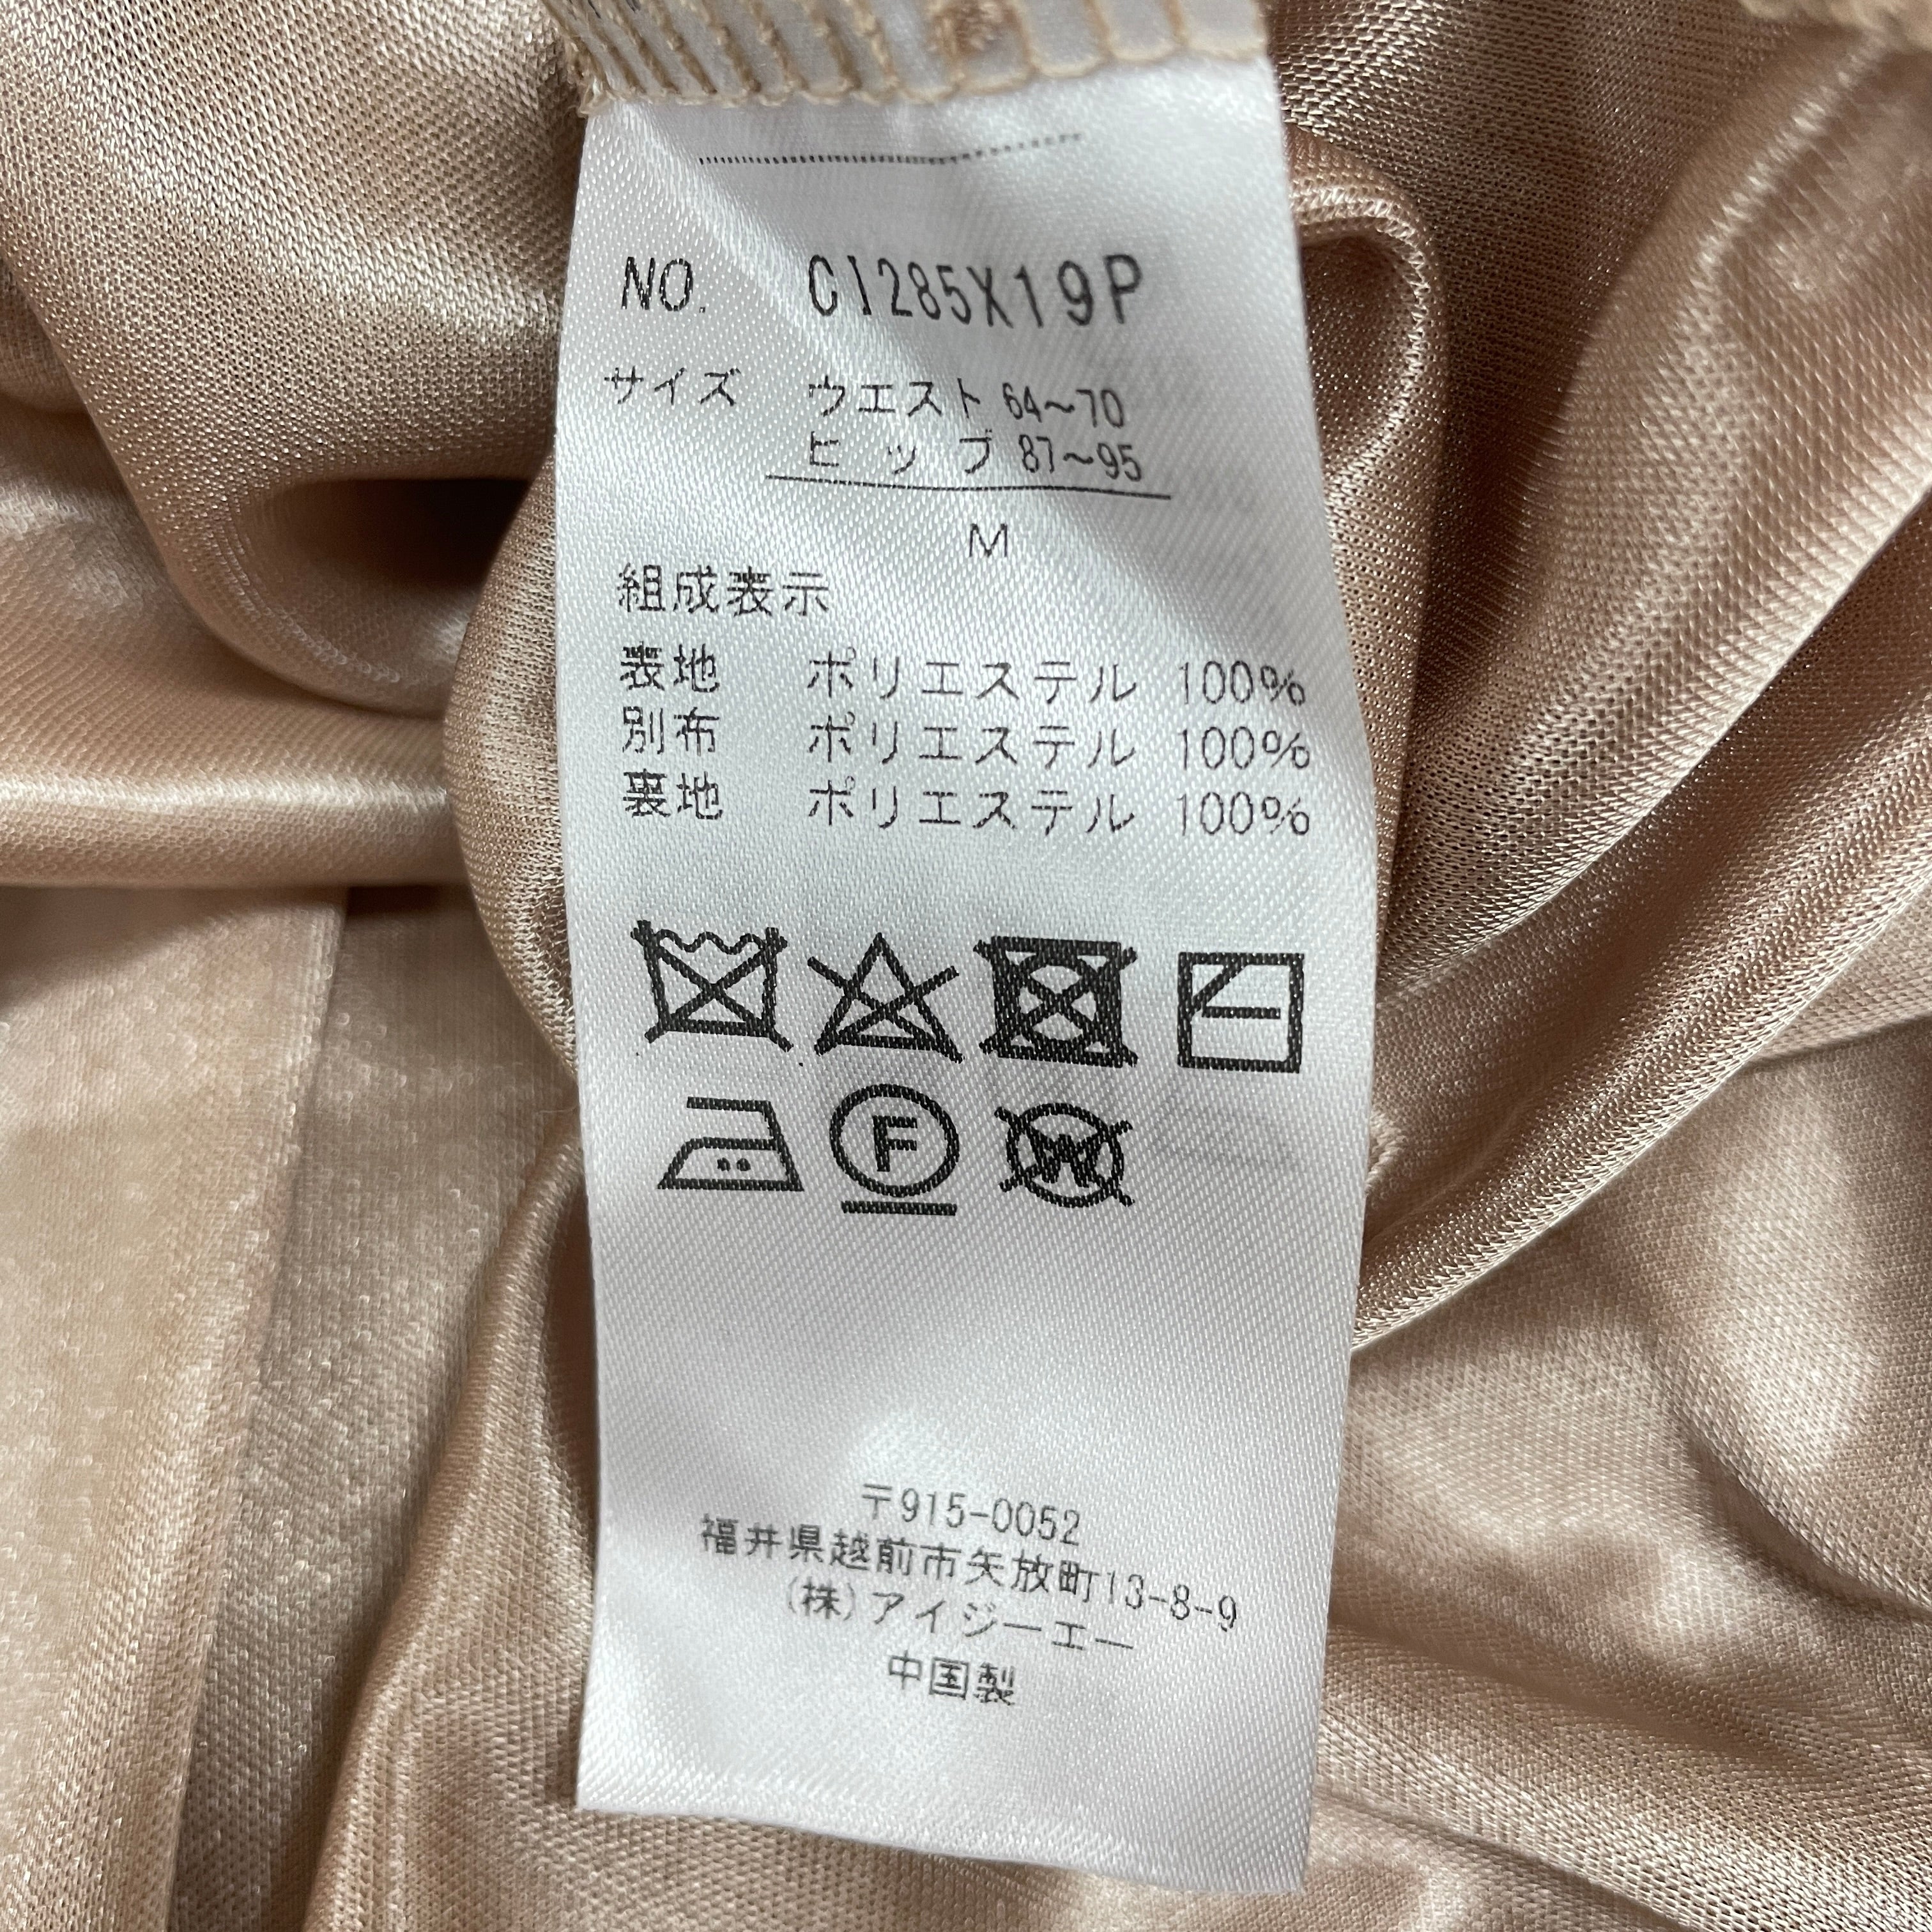 NO. CI285X19P
サイズ ウエスト 64～70
ヒップ 87～95
M
組成表示
表地 ポリエステル 100%
別布 ポリエステル 100%
裏地 ポリエステル 100%
F
W
〒915-0052
福井県越前市矢放町13-8-9
(株)アイジーエー
中国製